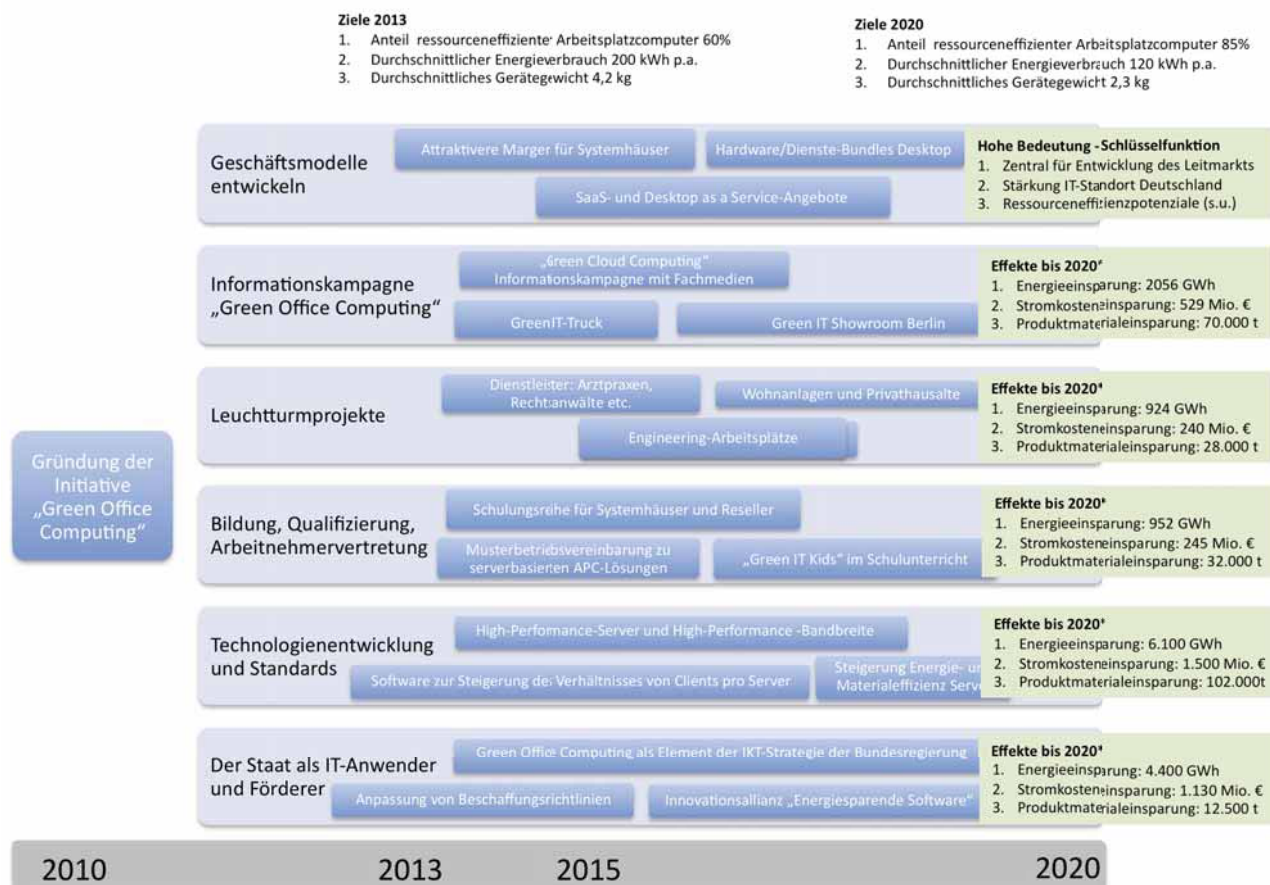 Ziele 2013
1. Anteil ressourceneffizienter Arbeitsplatzcomputer 60%
2. Durchschnittlicher Energieverbrauch 200 kWh p.a.
3. Durchschnittliches Gerätegewicht 4,2 kg
Ziele 2020
1. Anteil ressourceneffizienter Arbeitsplatzcomputer 85%
2. Durchschnittlicher Energieverbrauch 120 kWh p.a.
3. Durchschnittliches Gerätegewicht 2,3 kg
Gründung der
Initiative
„Green Office
Computing“
Geschäftsmodelle
entwickeln
Attraktivere Marger für Systemhäuser
Hardware/Dienste-Bundles Desktop
SaaS- und Desktop as a Service-Angebote
Hohe Bedeutung -Schlüsselfunktion
1. Zentral für Entwicklung des Leitmarkts
2. Stärkung IT-Standort Deutschland
3. Ressourceneffizienzpotenziale (s.u.)
Informationskampagne
„Green Office Computing“
„Green Cloud Computing“
Informationskampagne mit Fachmedien
GreenIT-Truck
Green IT Showroom Berlin
Effekte bis 2020*
1. Energieeinsparung: 2056 GWh
2. Stromkosteneinsparung: 529 Mio. €
3. Produktmaterialeinsparung: 70.000 t
Leuchtturmprojekte
Dienstleister: Arztpraxen,
Rechtsanwälte etc.
Wohnanlagen und Privathausalte
Engineering-Arbeitsplätze
Effekte bis 2020*
1. Energieeinsparung: 924 GWh
2. Stromkosteneinsparung: 240 Mio. €
3. Produktmaterialeinsparung: 28.000 t
Bildung, Qualifizierung,
Arbeitnehmervertretung
Schulungsreihe für Systemhäuser und Reseller
Musterbetriebsvereinbarung zu
serverbasierten APC-Lösungen
„Green IT Kids“ im Schulunterricht
Effekte bis 2020*
1. Energieeinsparung: 952 GWh
2. Stromkosteneinsparung: 245 Mio. €
3. Produktmaterialeinsparung: 32.000 t
Technologienentwicklung
und Standards
High-Performance-Server und High-Performance -Bandbreite
Software zur Steigerung des Verhältnisses von Clients pro Server
Steigerung Energie- un
Materialeffizienz Serve
Effekte bis 2020*
1. Energieeinsparung: 6.100 GWh
2. Stromkosteneinsparung: 1.500 Mio. €
3. Produktmaterialeinsparung: 102.000t
Der Staat als IT-Anwender
und Förderer
Green Office Computing als Element der IKT-Strategie der Bundesregierung
Anpassung von Beschaffungsrichtlinien
Innovationsallianz „Energiesparende Software“
Effekte bis 2020*
1. Energieeinsparung: 4.400 GWh
2. Stromkosteneinsparung: 1.130 Mio. €
3. Produktmaterialeinsparung: 12.500 t
2010 2013 2015 2020